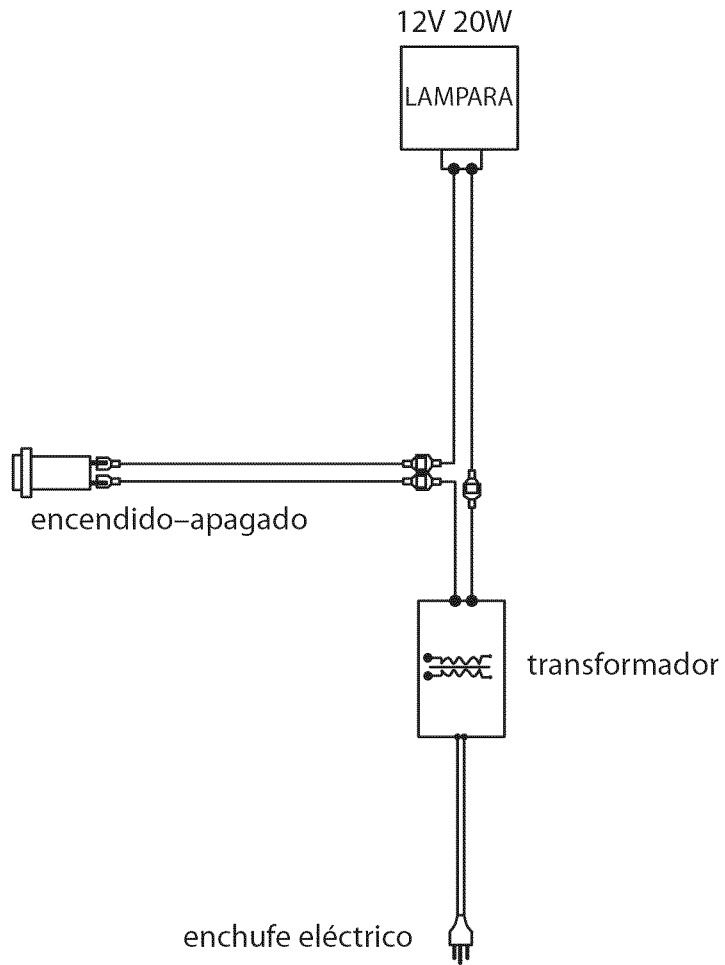 12V 20W
LAMPARA
encendido–apagado
transformador
enchufe eléctrico